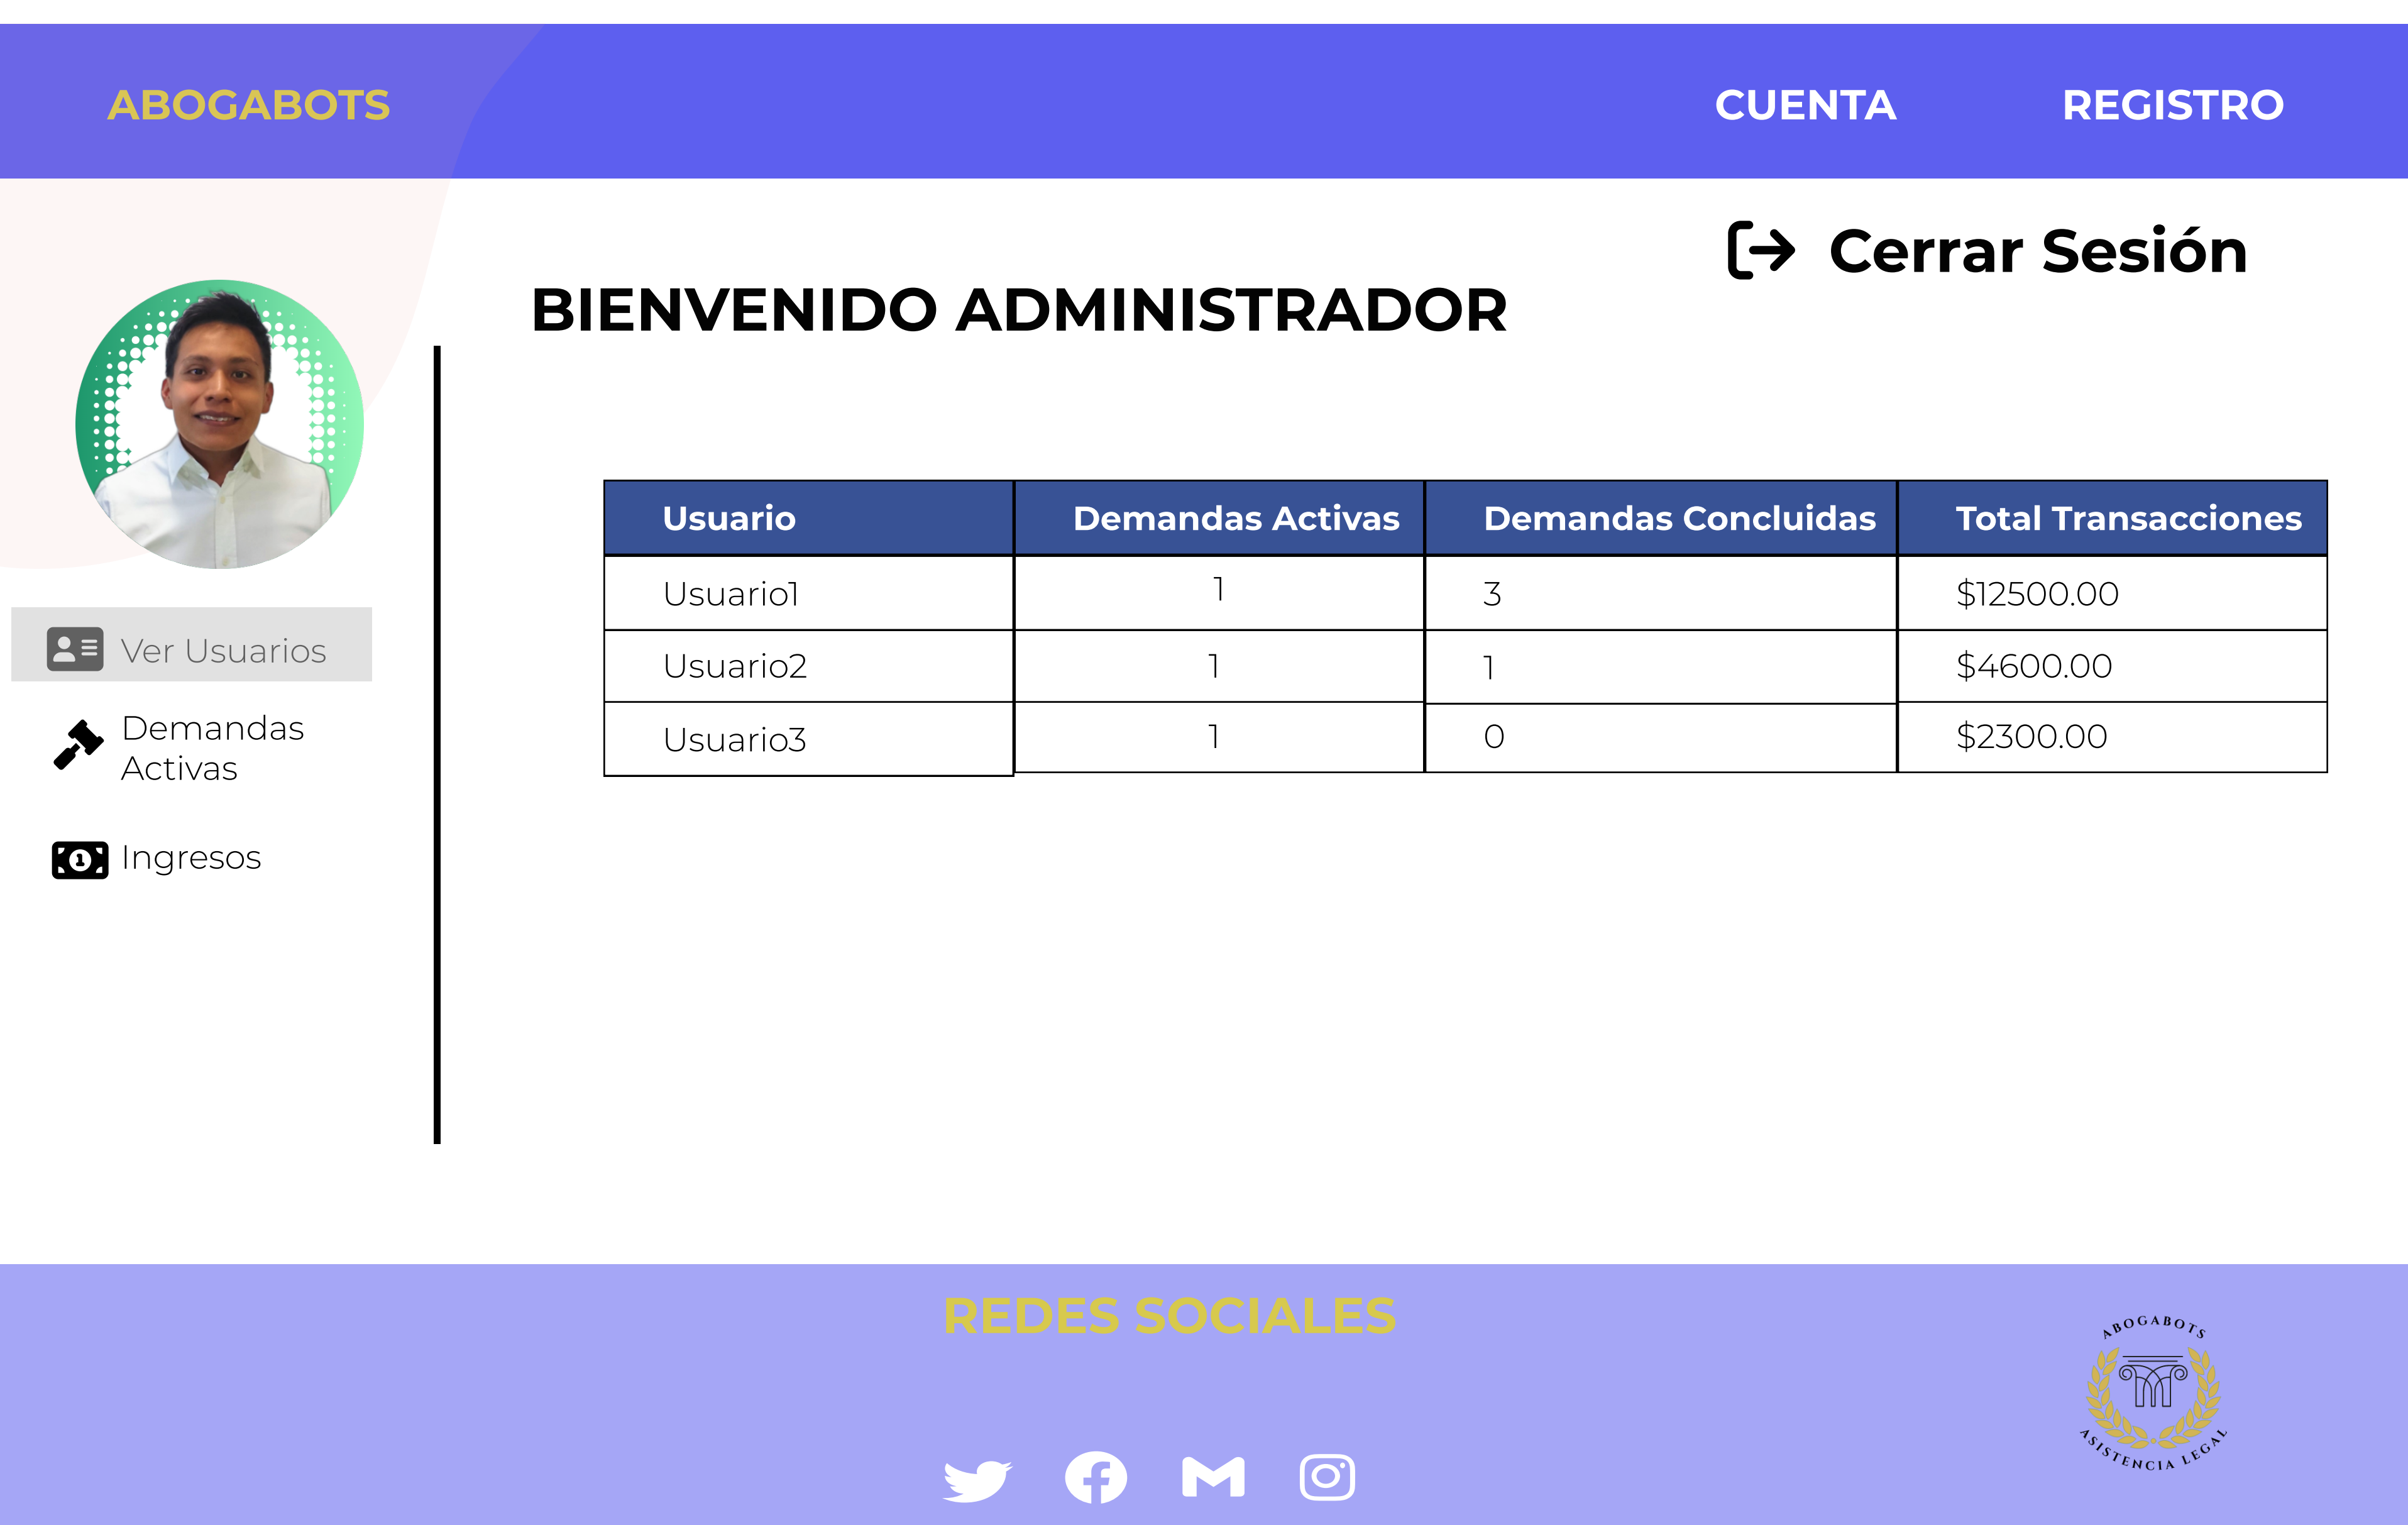 ABOGABOTS
CUENTA
REGISTRO
Cerrar Sesión
BIENVENIDO ADMINISTRADOR
Ver Usuarios
Demandas
Activas
Ingresos
Usuario Demandas Activas Demandas Concluidas Total Transacciones
Usuario1 1 3 $12500.00
Usuario2 1 1 $4600.00
Usuario3 1 0 $2300.00
REDES SOCIALES
ABOGABOTS
ASISTENCIA LEGAL